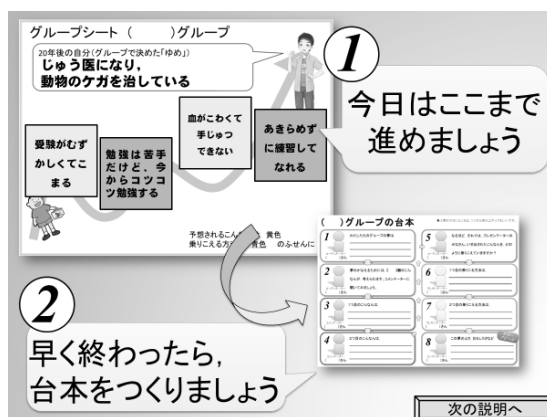 グループシート（　　　）グループ
20年後の自分（グループで決めた「ゆめ」）
じゅう医になり，
動物のケガを治している
受験がむず
かしくてこ
まる
勉強は苦手
だけど、今
からコツコ
ツ勉強する
血がこわくて
手じゅつ
できない
あきらめず
に練習して
なれる
予想されるこん　黄色
乗りこえる方　青色　のふせんに
①
今日はここまで
進めましょう
（　　）グループの台本
1
2
3
4
5
6
7
8
②
早く終わったら，
台本をつくりましょう
次の説明へ